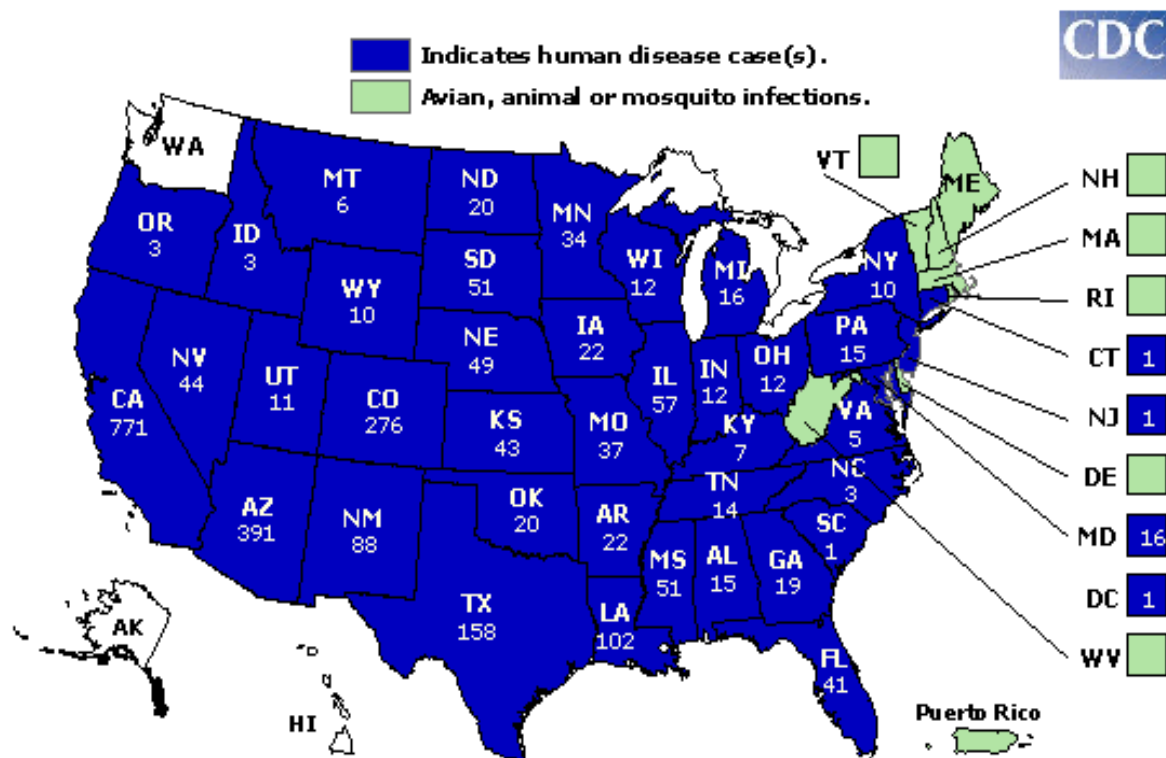 CDC
Indicates human disease case(s).
Avian, animal or mosquito infections.
WA
VT
NH
ME
MT
6
ND
20
MN
34
OR
3
ID
3
MA
SD
51
WI
12
MI
16
NY
10
WY
10
RI
IA
22
PA
15
NE
49
NV
44
UT
11
CO
276
IL
57
IN
12
OH
12
CT 1
CA
771
KS
43
MO
37
KY
7
VA
5
NJ 1
NC
3
DE
TN
14
AZ
391
NM
88
OK
20
AR
22
SC
1
MD 16
MS
51
AL
15
GA
19
DC 1
TX
158
LA
102
AK
FL
41
WV
HI
Puerto Rico